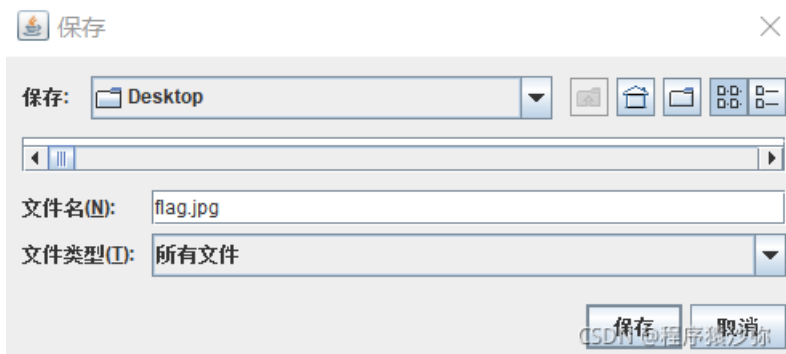 保存
保存: Desktop
文件名(N): flag.jpg
文件类型(T): 所有文件
保存 取消
CSDN @程序猿沙弥